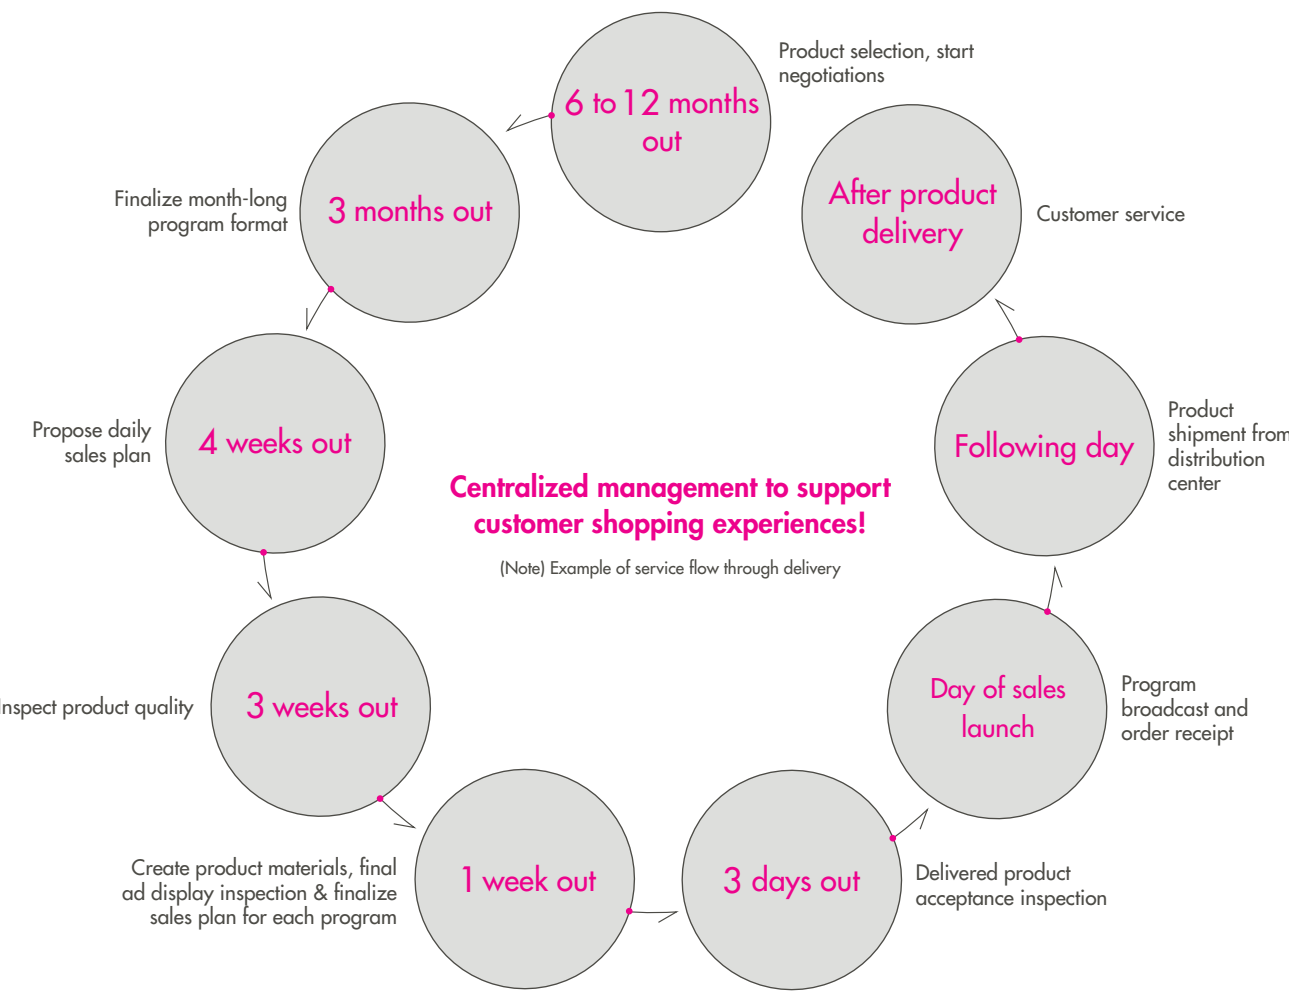 6 to 12 months
out
Product selection, start
negotiations
3 months out
Finalize month-long
program format
4 weeks out
Propose daily
sales plan
3 weeks out
Inspect product quality
1 week out
Create product materials, final
ad display inspection & finalize
sales plan for each program
3 days out
Delivered product
acceptance inspection
Day of sales
launch
Program
broadcast and
order receipt
Following day
Product
shipment from
distribution
center
After product
delivery
Customer service
Centralized management to support
customer shopping experiences!
(Note) Example of service flow through delivery